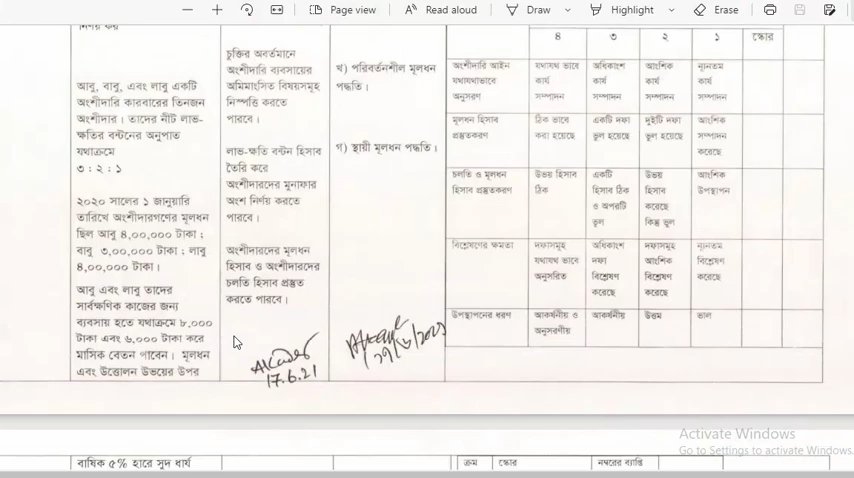 Page view
Read aloud
Draw
Highlight
Erase
নির্ণয় কর
আবু, বাবু, এবং লাবু একটি
অংশীদারি কারবারের তিনজন
অংশীদার। তাদের নীট লাভ-
ক্ষতির বন্টনের অনুপাত
যথাক্রমে
৩ : ২ : ১
২০২০ সালের ১ জানুয়ারি
তারিখে অংশীদারগণের মূলধন
ছিল আবু ৪,০০,০০০ টাকা ;
বাবু ৩,০০,০০০ টাকা ; লাবু
৪,০০,০০০ টাকা।
আবু এবং লাবু তাদের
সার্বক্ষণিক কাজের জন্য
ব্যবসায় হতে যথাক্রমে ৮,০০০
টাকা এবং ৬,০০০ টাকা করে
মাসিক বেতন পাবেন। মূলধন
এবং উত্তোলন উভয়ের উপর
চুক্তির অবর্তমানে
অংশীদারি ব্যবসায়ের
অমিমাংসিত বিষয়সমূহ
নিস্পত্তি করতে
পারবে।
লাভ-ক্ষতি বন্টন হিসাব
তৈরি করে
অংশীদারদের মুনাফার
অংশ নির্ণয় করতে
পারবে।
অংশীদারদের মূলধন
হিসাব ও অংশীদারদের
চলতি হিসাব প্রস্তুত
করতে পারবে।
17.6.21
খ) পরিবর্তনশীল মূলধন
পদ্ধতি।
গ) স্থায়ী মূলধন পদ্ধতি।
৪ ৩ ২ ১ স্কোর
অংশীদারি আইন যথাযথ ভাবে অধিকাংশ আংশিক ন্যূনতম
যথাযথভাবে কার্য কার্য কার্য কার্য
অনুসরণ সম্পাদন সম্পাদন সম্পাদন সম্পাদন
মূলধন হিসাব ঠিক ভাবে একটি দফা দুইটি দফা আংশিক
প্রস্তুতকরণ করা হয়েছে ভুল হয়েছে ভুল হয়েছে সম্পাদন
করেছে
চলতি ও মূলধন উভয় হিসাব একটি দুভয় আংশিক
হিসাব প্রস্তুতকরণ ঠিক হিসাব ঠিক হিসাব উপস্থাপন
ও অপরটি করেছে
ভুল কিন্তু ভুল
বিশ্লেষণের ক্ষমতা দফাসমূহ অধিকাংশ দফাসমূহ ন্যূনতম
যথাযথ ভাবে দফা আংশিক বিশ্লেষণ
অনুসরিত বিশ্লেষণ বিশ্লেষণ করেছে
করেছে করেছে
উপস্থাপনের ধরণ আকর্ষনীয় ও আকর্ষনীয় উত্তম ভাল
অনুসরণীয়
Activate Windows
Go to Settings to activate Windows.
বার্ষিক ৫% হারে সুদ ধার্য
ক্রম স্কোর নম্বরের ব্যাপ্তি